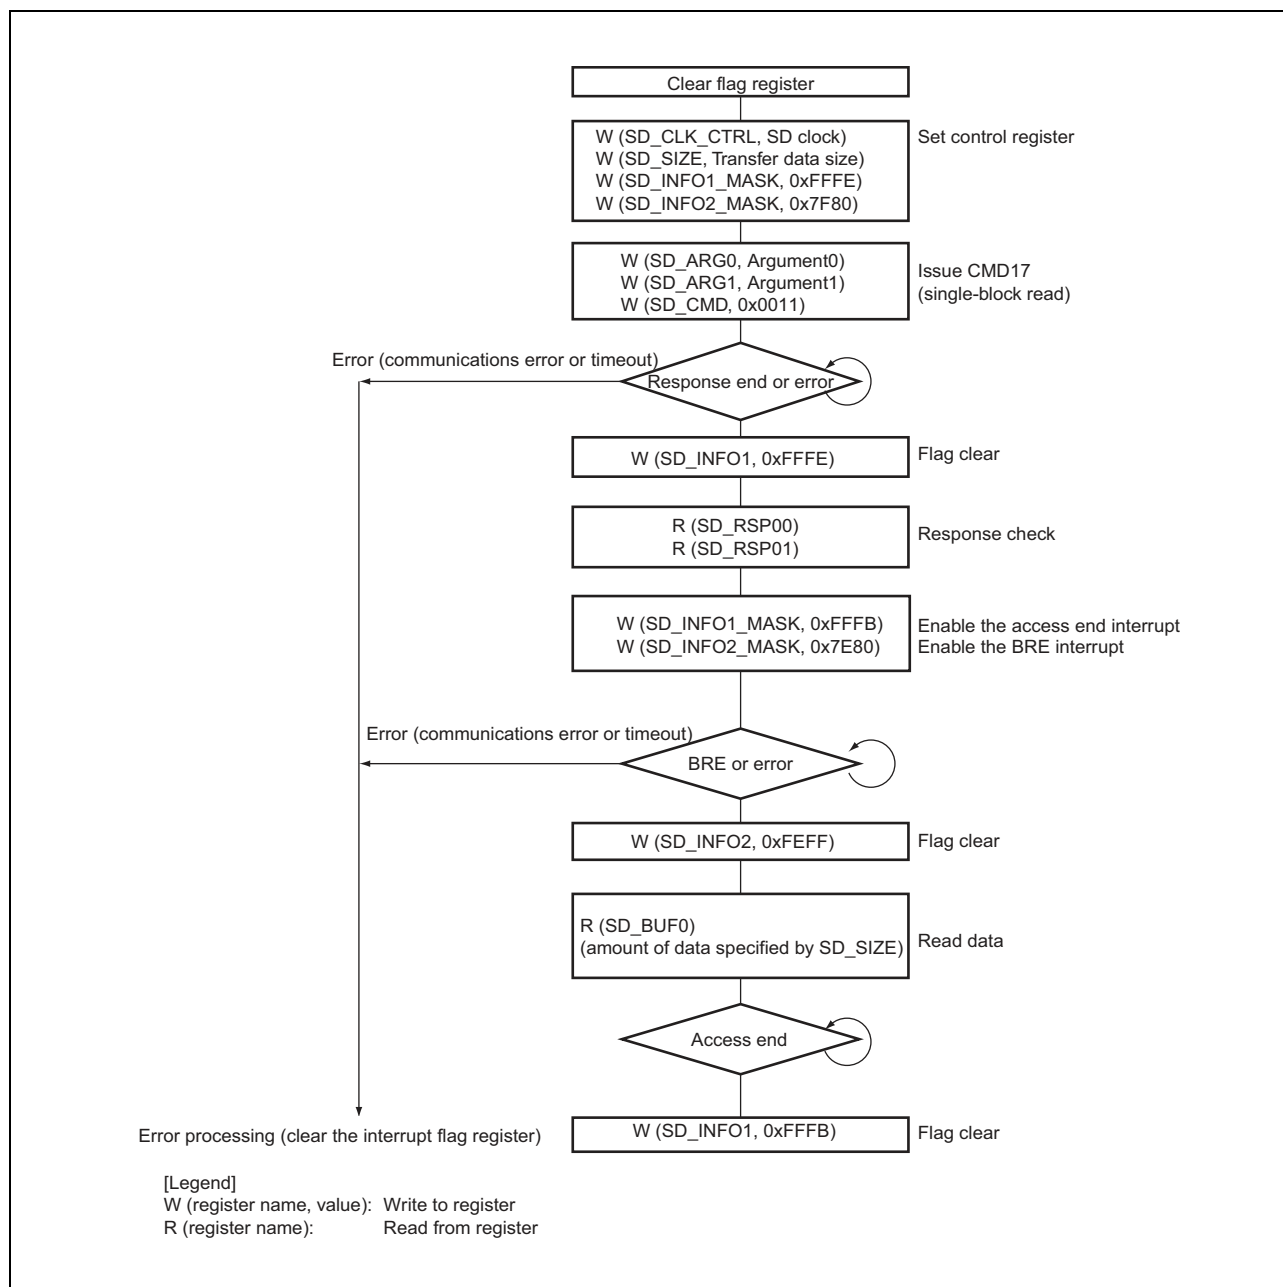 Clear flag register
W (SD_CLK_CTRL, SD clock)
W (SD_SIZE, Transfer data size)
W (SD_INFO1_MASK, 0xFFFE)
W (SD_INFO2_MASK, 0x7F80)
Set control register
W (SD_ARG0, Argument0)
W (SD_ARG1, Argument1)
W (SD_CMD, 0x0011)
Issue CMD17
(single-block read)
Error (communications error or timeout)
Response end or error
W (SD_INFO1, 0xFFFE)
Flag clear
R (SD_RSP00)
R (SD_RSP01)
Response check
W (SD_INFO1_MASK, 0xFFFB)
W (SD_INFO2_MASK, 0x7E80)
Enable the access end interrupt
Enable the BRE interrupt
Error (communications error or timeout)
BRE or error
W (SD_INFO2, 0xFEFF)
Flag clear
R (SD_BUF0)
(amount of data specified by SD_SIZE)
Read data
Access end
W (SD_INFO1, 0xFFFB)
Flag clear
Error processing (clear the interrupt flag register)
[Legend]
W (register name, value): Write to register
R (register name): Read from register